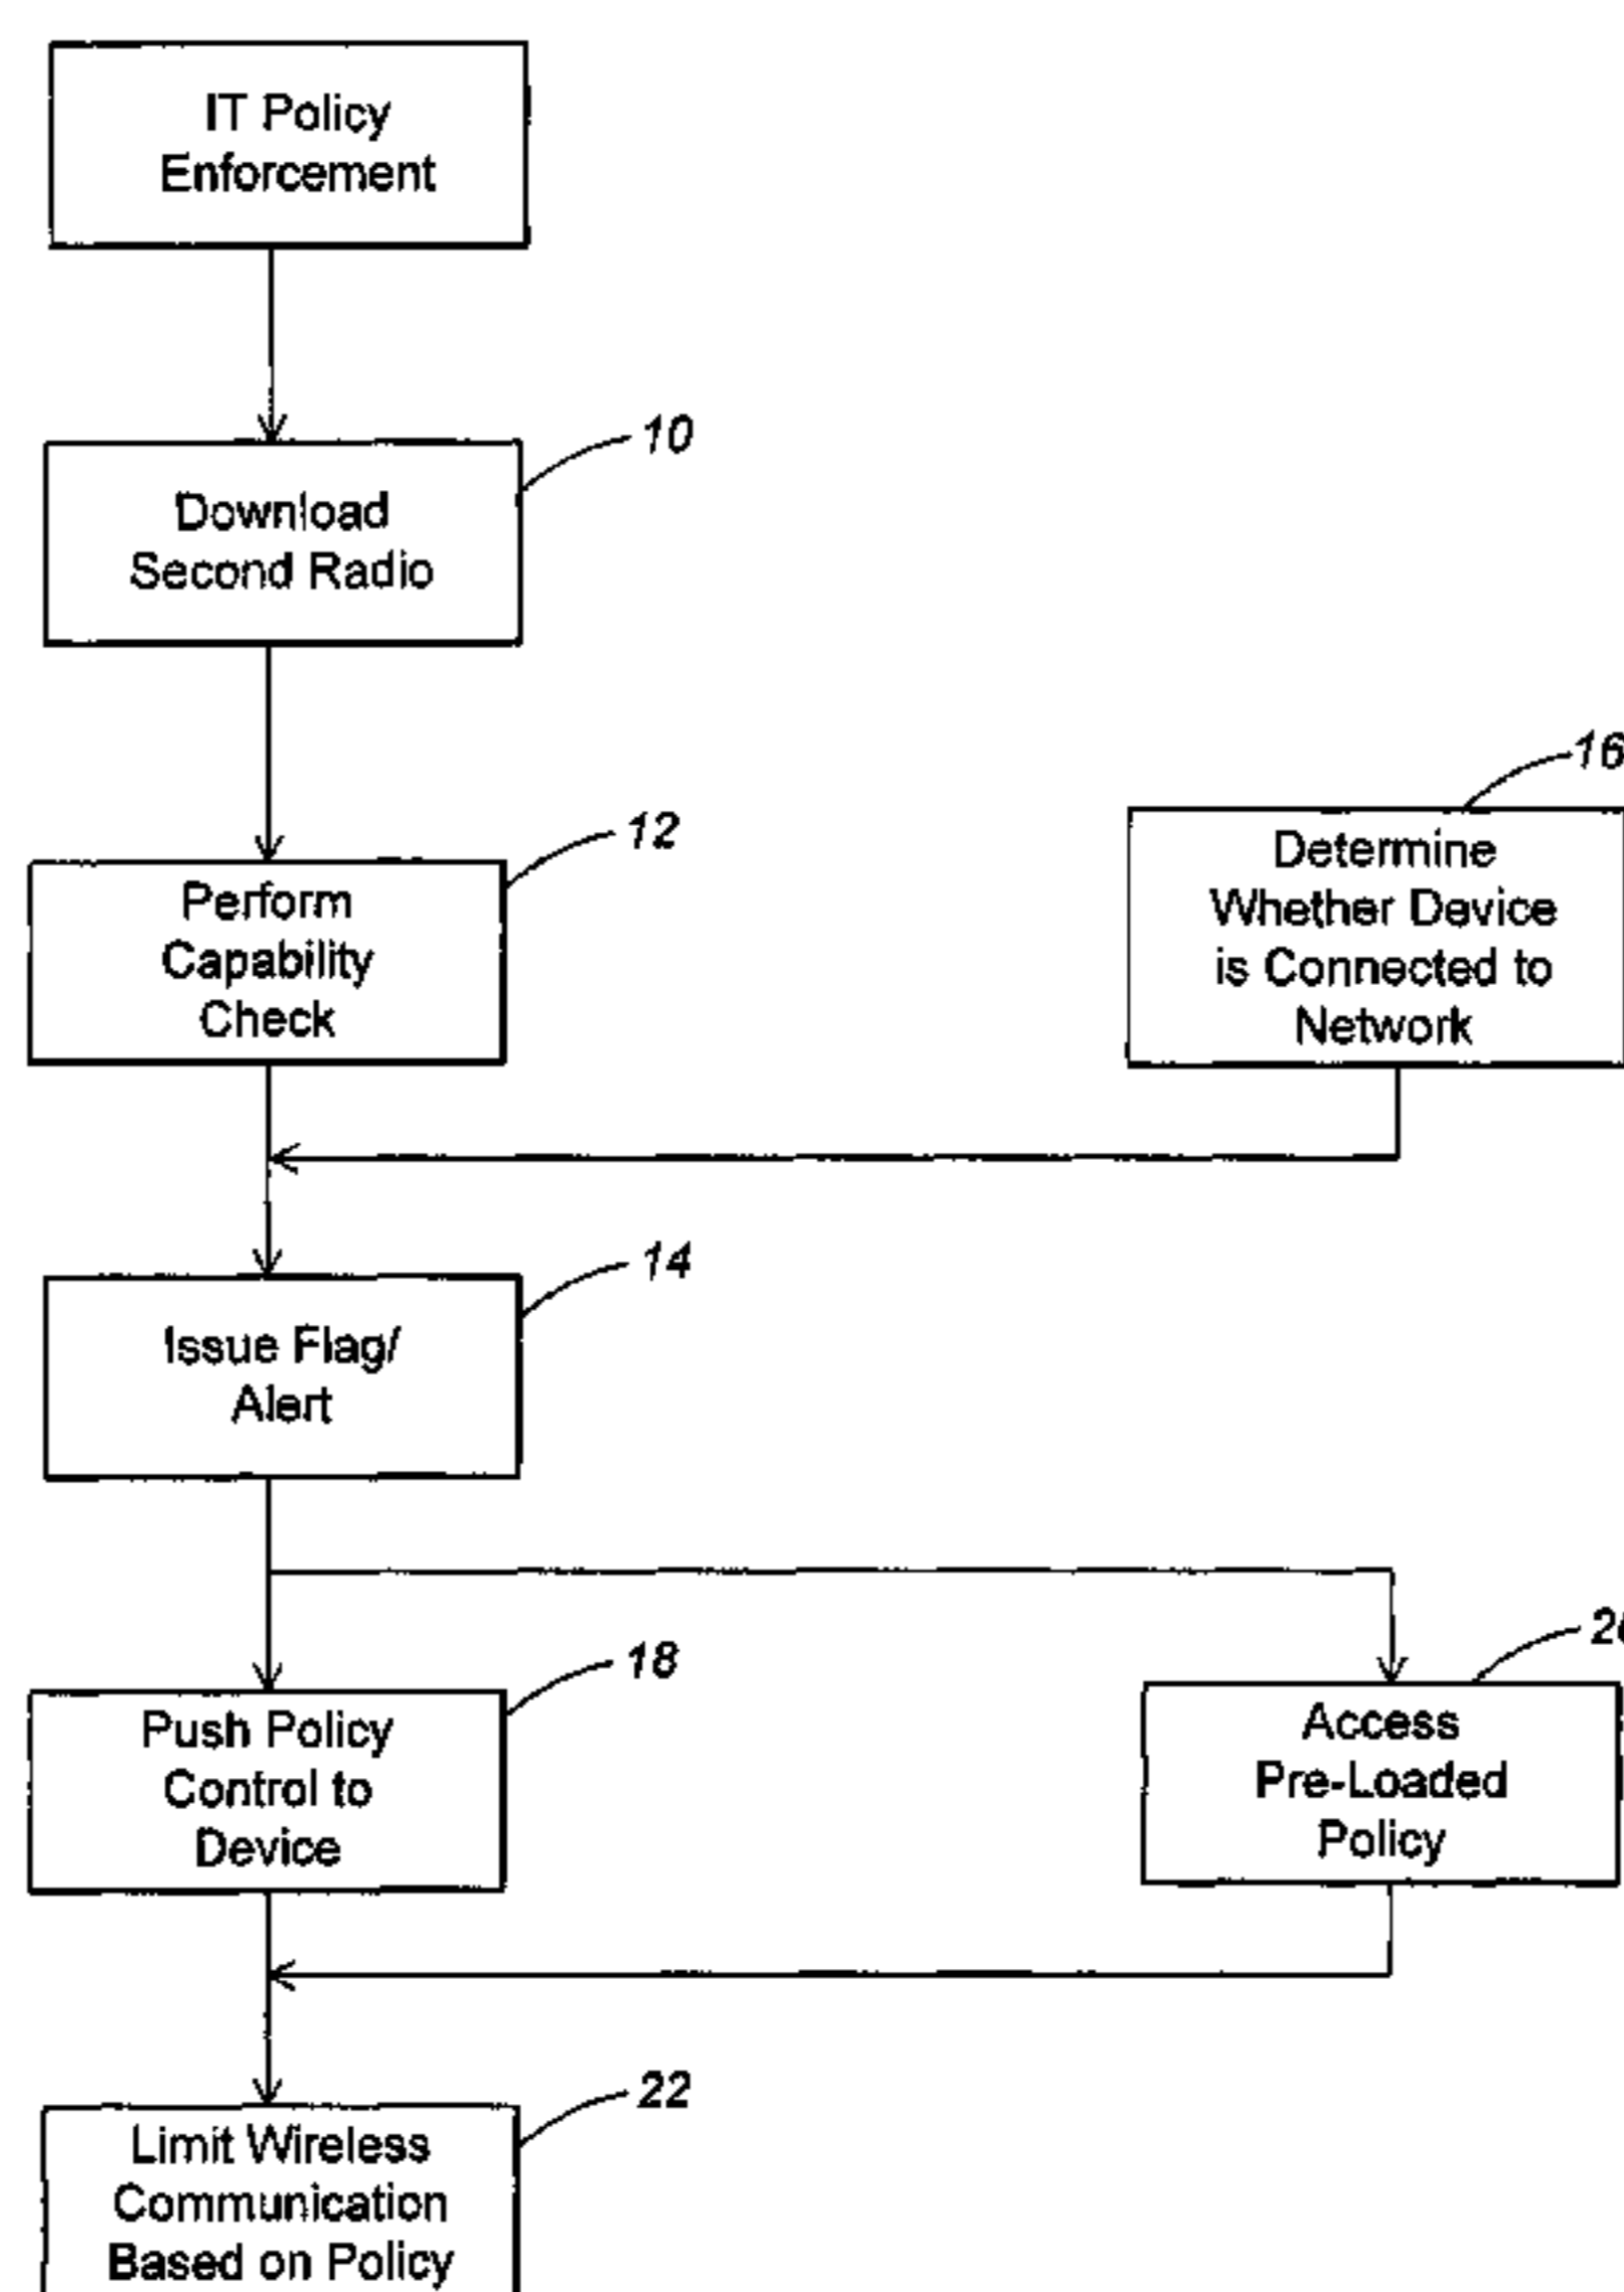 IT Policy
Enforcement
10
Download
Second Radio
12
Perform
Capability
Check
16
Determine
Whether Device
is Connected to
Network
14
Issue Flag/
Alert
18
Push Policy
Control to
Device
Access
Pre-Loaded
Policy
22
Limit Wireless
Communication
Based on Policy